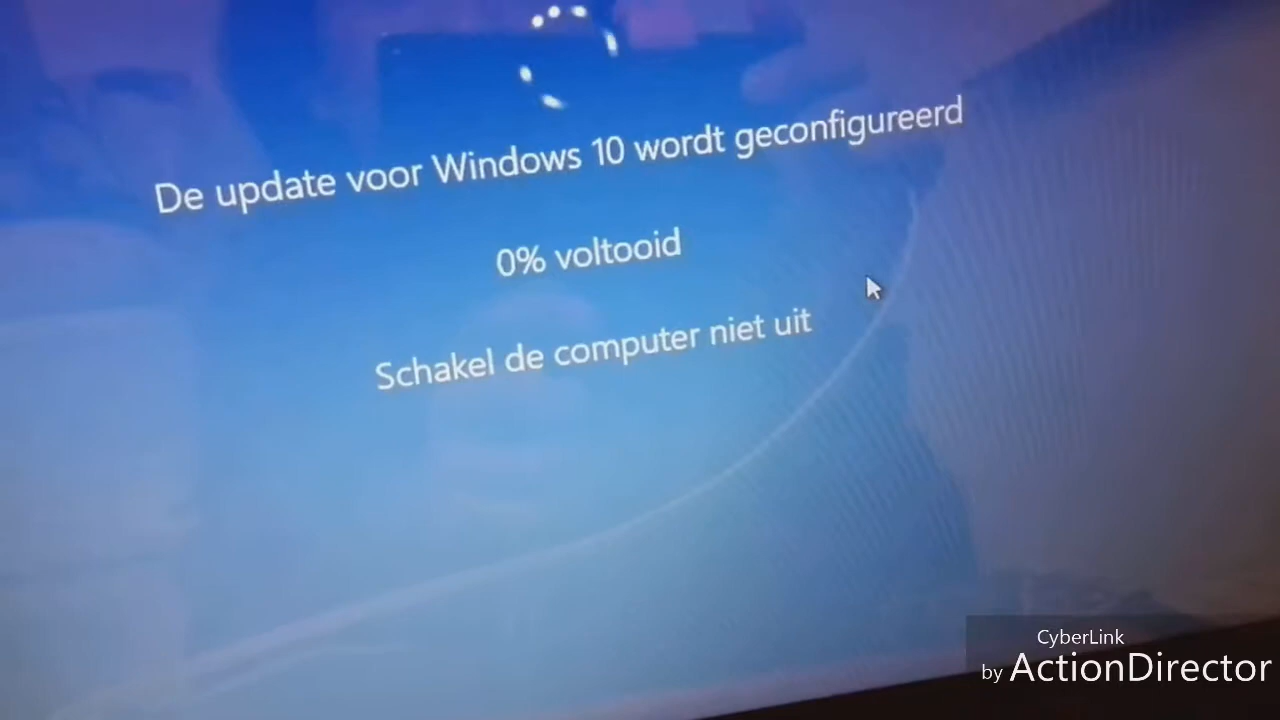 De update voor Windows 10 wordt geconfigureerd
0% voltooid
Schakel de computer niet uit
CyberLink
by ActionDirector